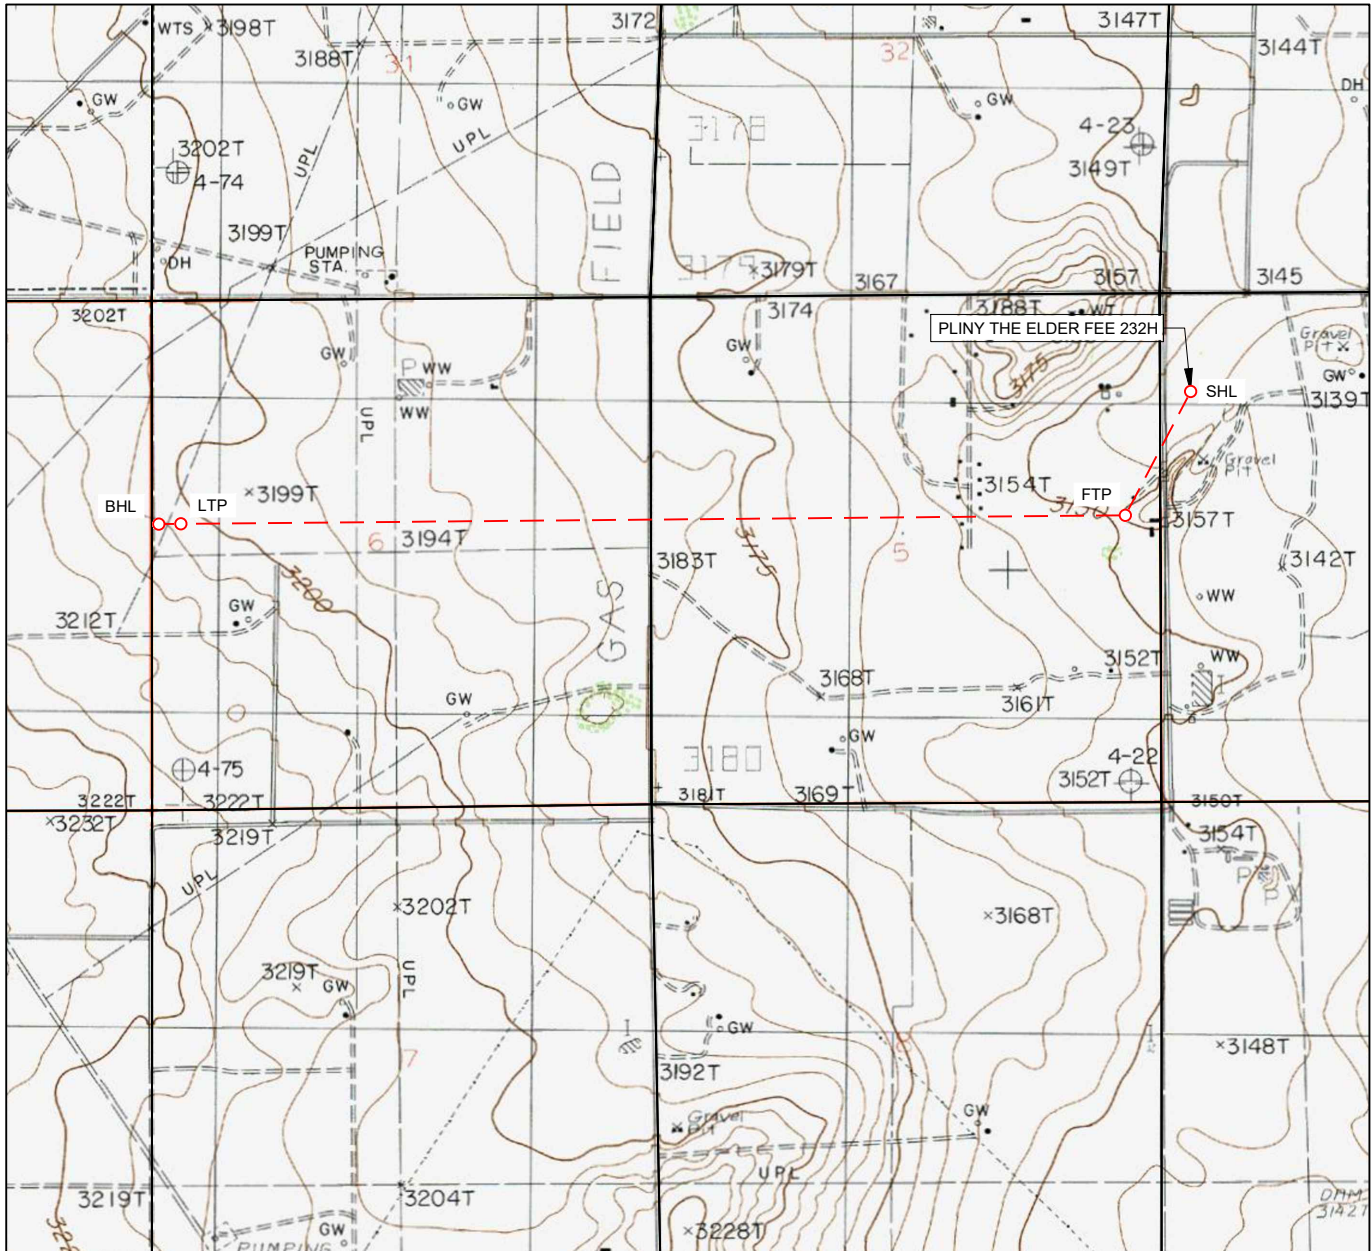 WTS
3198T
3188T
31
3172
32
3147T
3144T
GW
GW
GW
DH
3202T
4-74
UPL
UPL
3178
4-23
3149T
FIELD
3199T
PUMPING
STA.
DH
3179T
3167
3157
3145
3202T
3174
3188T
WT
PLINY THE ELDER FEE 232H
Gravel
Pit
GW
P
WW
WW
GW
3175
GW
SHL
3139T
UPL
Gravel
Pit
BHL
LTP
3199T
6
3194T
3183T
3175
5
3154T
FTP
3150
3157T
3142T
3200
GAS
WW
3212T
GW
GW
3168T
3152T
3161T
WW
I
4-75
3222T
3222T
3180
GW
4-22
3152T
3232T
3219T
3181T
3169T
3150T
3154T
P
P
UPL
3202T
3168T
3219T
GW
UPL
I
GW
8
I
3148T
7
3192T
Gravel
Pit
GW
UPL
3219T
3204T
3228T
GW
PUMPING
3142T